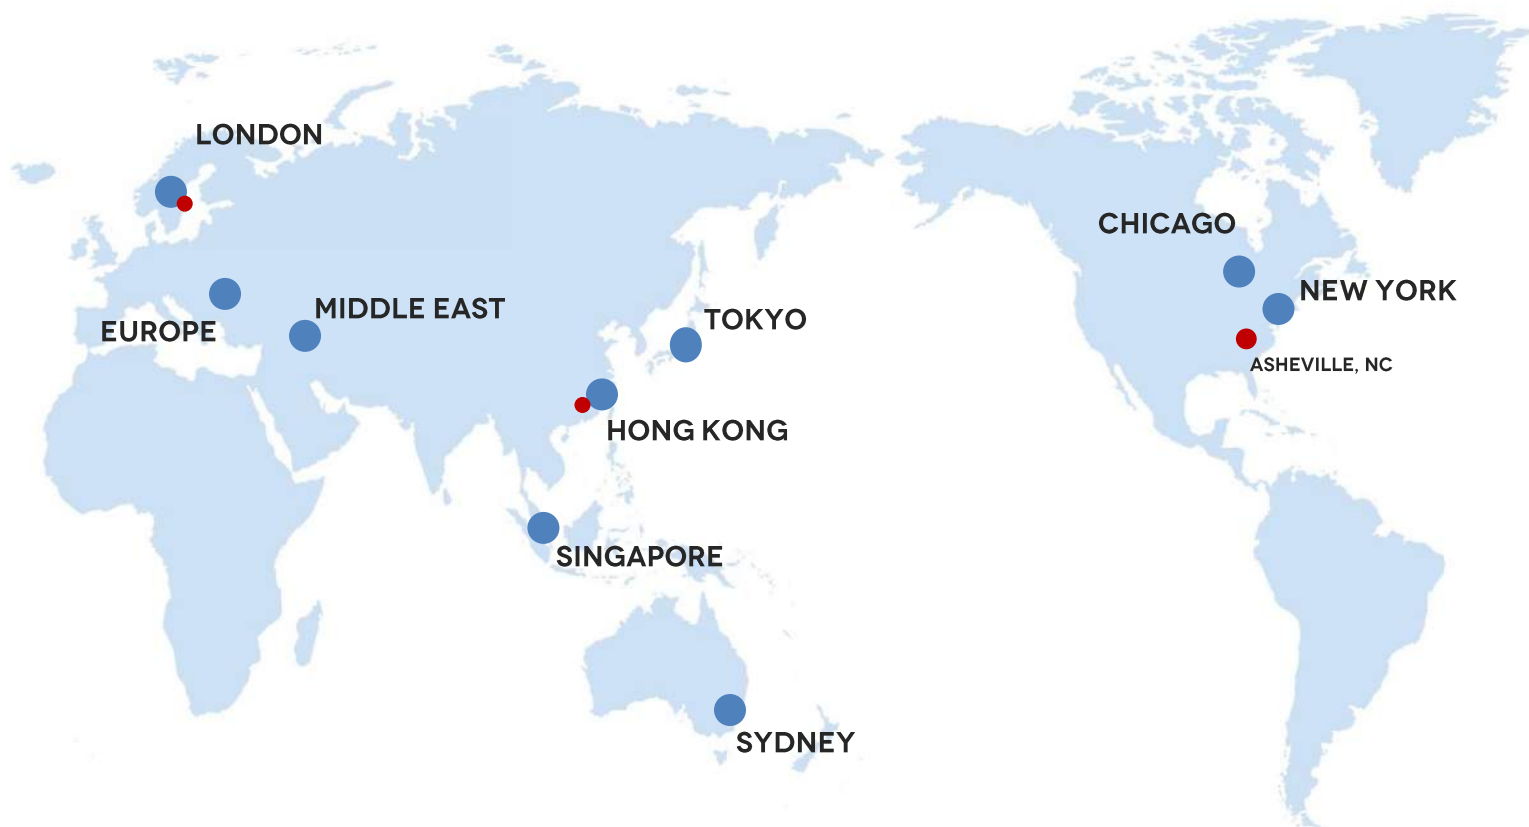 LONDON
CHICAGO
NEW YORK
MIDDLE EAST
TOKYO
EUROPE
ASHEVILLE, NC
HONG KONG
SINGAPORE
SYDNEY